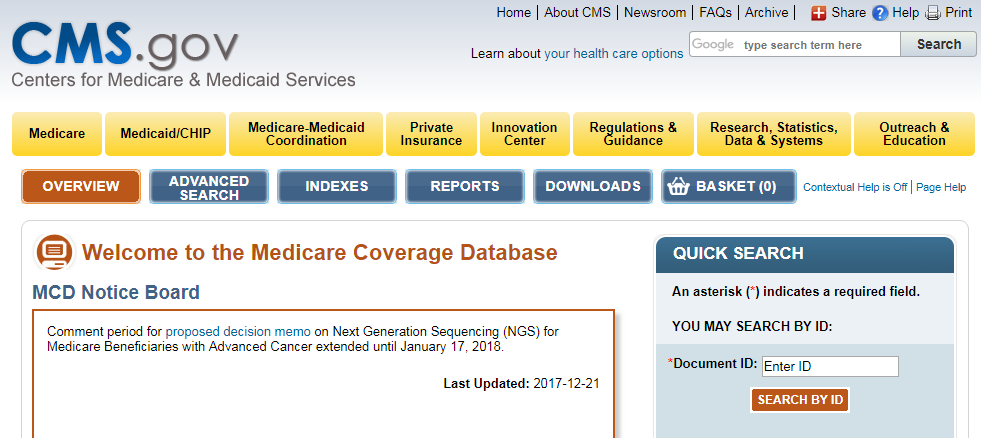 Home | About CMS | Newsroom | FAQs | Archive | Share Help Print
CMS.gov
Centers for Medicare & Medicaid Services
Learn about your health care options
Google type search term here
Search
Medicare
Medicaid/CHIP
Medicare-Medicaid
Coordination
Private
Insurance
Innovation
Center
Regulations &
Guidance
Research, Statistics,
Data & Systems
Outreach &
Education
OVERVIEW
ADVANCED
SEARCH
INDEXES
REPORTS
DOWNLOADS
BASKET (0)
Contextual Help is Off | Page Help
Welcome to the Medicare Coverage Database
MCD Notice Board
Comment period for proposed decision memo on Next Generation Sequencing (NGS) for
Medicare Beneficiaries with Advanced Cancer extended until January 17, 2018.
Last Updated: 2017-12-21
QUICK SEARCH
An asterisk (*) indicates a required field.
YOU MAY SEARCH BY ID:
*Document ID: Enter ID
SEARCH BY ID